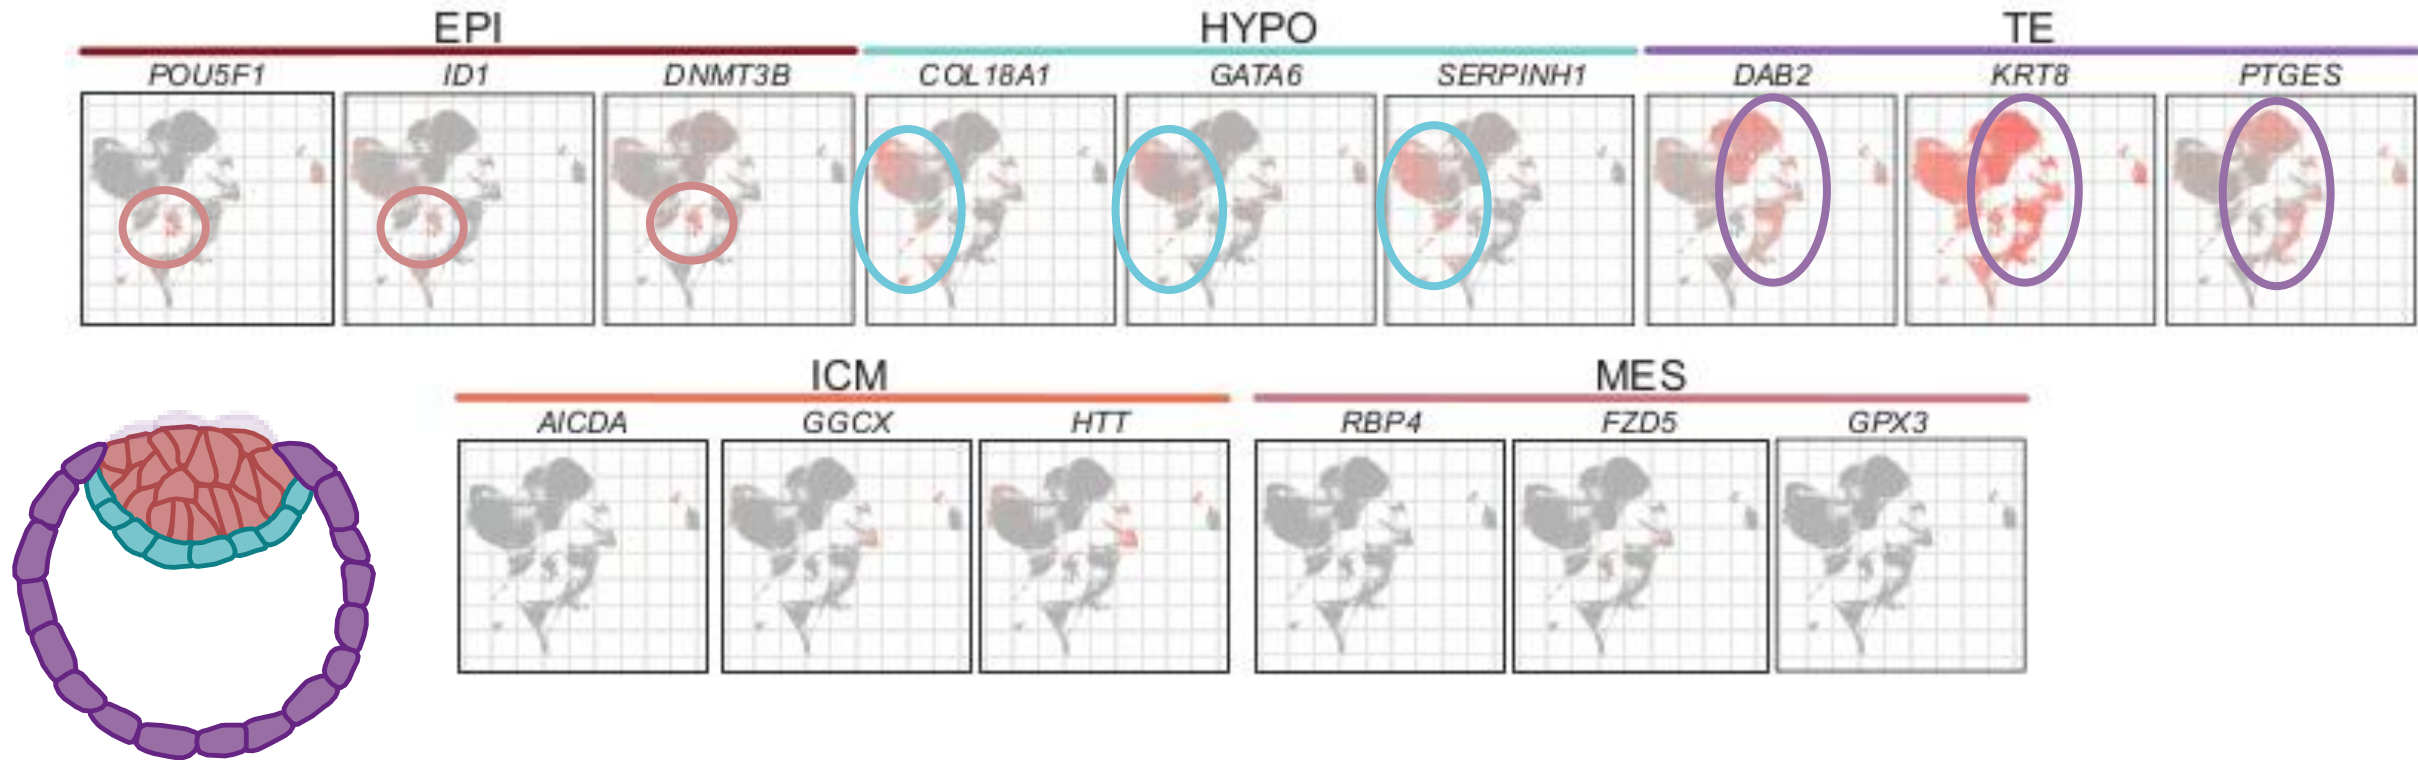 EPI HYPO TE
POU5F1 ID1 DNMT3B COL18A1 GATA6 SERPINH1 DAB2 KRT8 PTGES
ICM MES
AICDA GGCX HTT RBP4 FZD5 GPX3